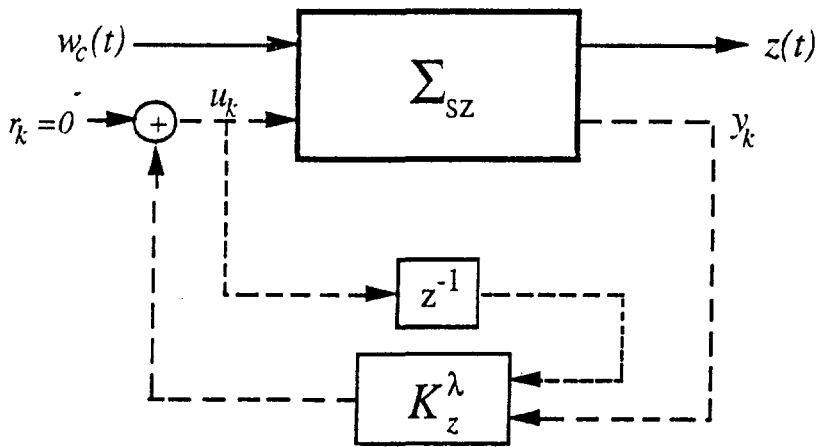 w_c(t)
Σ_sz
z(t)
r_k = 0
+
u_k
y_k
z^-1
K_z^λ